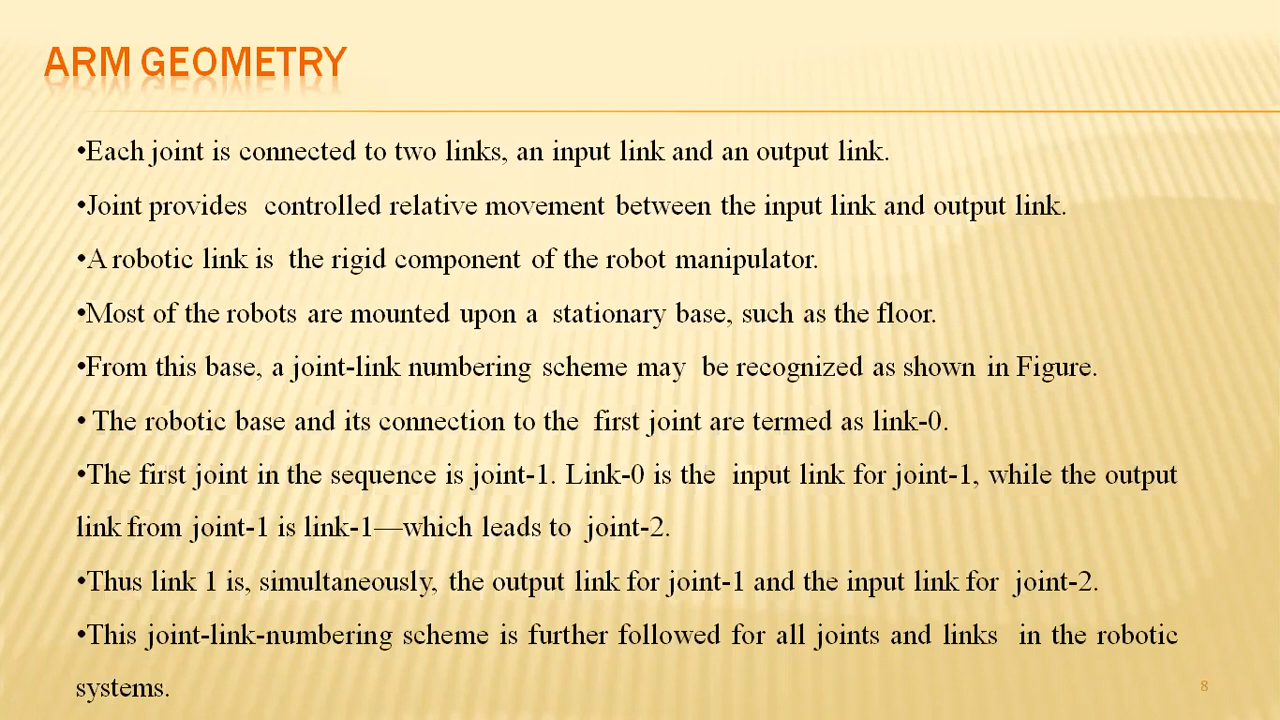 ARM GEOMETRY
•Each joint is connected to two links, an input link and an output link.
•Joint provides controlled relative movement between the input link and output link.
•A robotic link is the rigid component of the robot manipulator.
•Most of the robots are mounted upon a stationary base, such as the floor.
•From this base, a joint-link numbering scheme may be recognized as shown in Figure.
• The robotic base and its connection to the first joint are termed as link-0.
•The first joint in the sequence is joint-1. Link-0 is the input link for joint-1, while the output
link from joint-1 is link-1—which leads to joint-2.
•Thus link 1 is, simultaneously, the output link for joint-1 and the input link for joint-2.
•This joint-link-numbering scheme is further followed for all joints and links in the robotic
systems.
8